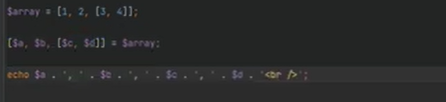 $array = [1, 2, [3, 4]];
[$a, $b, [$c, $d]] = $array;
echo $a . ', ' . $b . ', ' . $c . ', ' . $d . '<br />';